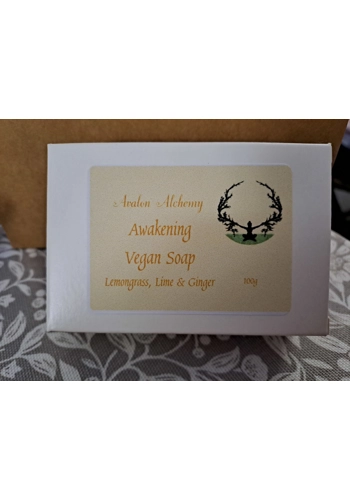 Avalon Alchemy
Awakening
Vegan Soap
Lemongrass, Lime & Ginger
100g